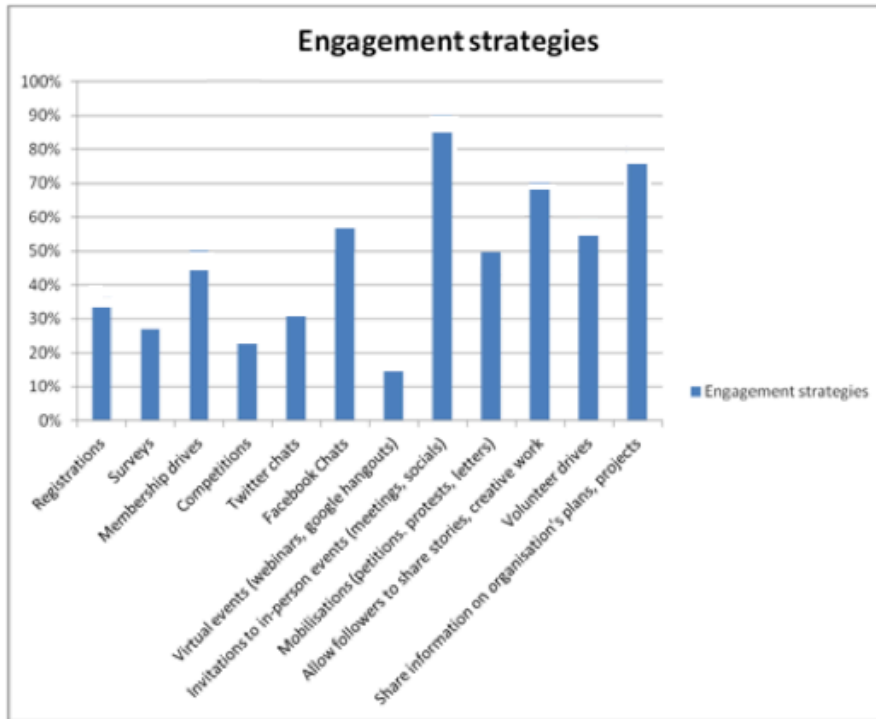 Engagement strategies
100%
90%
80%
70%
60%
50%
40%
30%
20%
10%
0%
Engagement strategies
Registrations
Surveys
Membership drives
Competitions
Twitter chats
Facebook Chats
Virtual events (webinars, google hangouts)
Invitations to in-person events (meetings, socials)
Mobilisations (petitions, protests, letters)
Allow followers to share stories, creative work
Volunteer drives
Share information on organisation's plans, projects